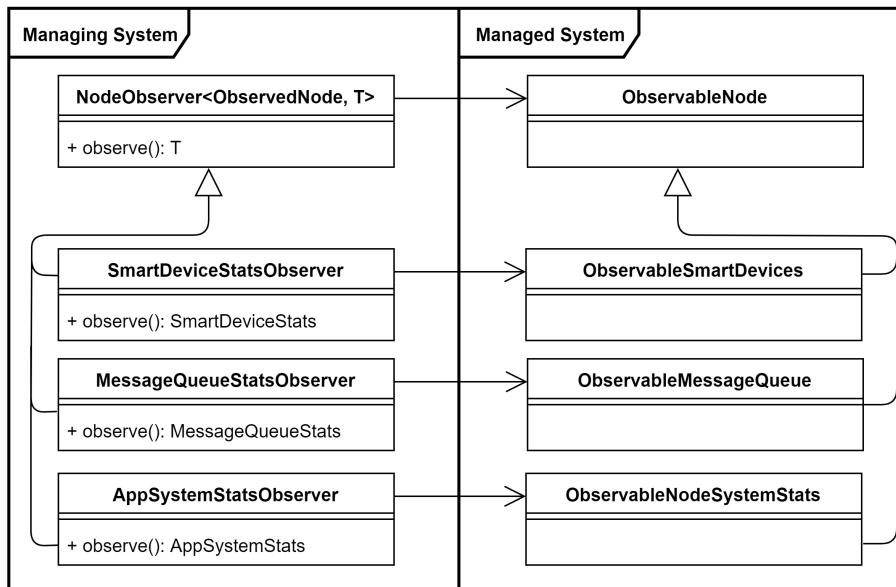 Managing System
Managed System
NodeObserver<ObservedNode, T>
+ observe(): T
ObservableNode
SmartDeviceStatsObserver
+ observe(): SmartDeviceStats
ObservableSmartDevices
MessageQueueStatsObserver
+ observe(): MessageQueueStats
ObservableMessageQueue
AppSystemStatsObserver
+ observe(): AppSystemStats
ObservableNodeSystemStats